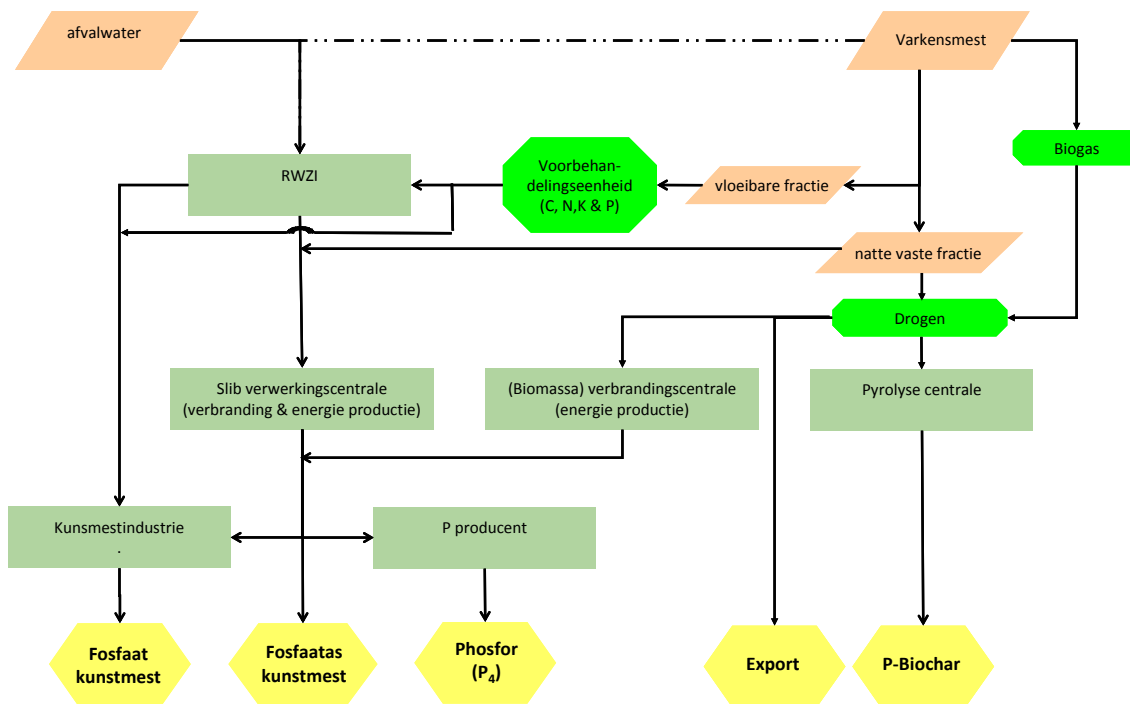 afvalwater
Varkensmest
Biogas
RWZI
Voorbehan-
delingseenheid
(C, N,K & P)
vloeibare fractie
natte vaste fractie
Drogen
Slib verwerkingscentrale
(verbranding & energie productie)
(Biomassa) verbrandingscentrale
(energie productie)
Pyrolyse centrale
Kunsmestindustrie
.
P producent
Fosfaat
kunstmest
Fosfaatas
kunstmest
Phosfor
(P₄)
Export
P-Biochar